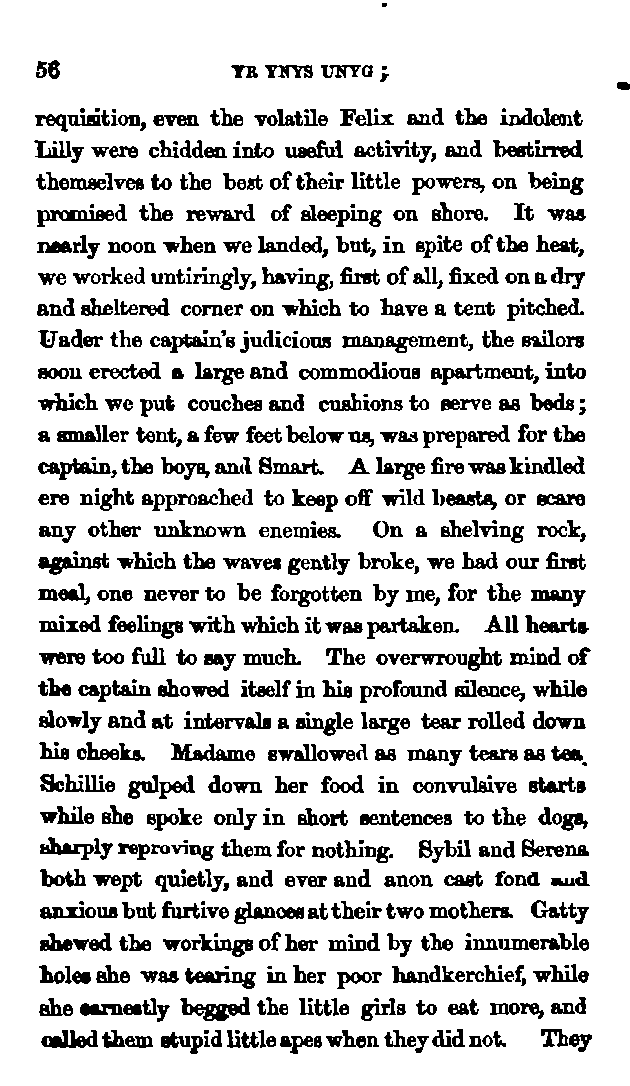 56 YR YNYS UNYG ;
requisition, even the volatile Felix and the indolent
Lilly were chidden into useful activity, and bestirred
themselves to the best of their little powers, on being
promised the reward of sleeping on shore. It was
nearly noon when we landed, but, in spite of the heat,
we worked untiringly, having, first of all, fixed on a dry
and sheltered corner on which to have a tent pitched.
Under the captain's judicious management, the sailors
soon erected a large and commodious apartment, into
which we put couches and cushions to serve as beds ;
a smaller tent, a few feet below us, was prepared for the
captain, the boys, and Smart. A large fire was kindled
ere night approached to keep off wild beasts, or scare
any other unknown enemies. On a shelving rock,
against which the waves gently broke, we had our first
meal, one never to be forgotten by me, for the many
mixed feelings with which it was partaken. All hearts
were too full to say much. The overwrought mind of
the captain showed itself in his profound silence, while
slowly and at intervals a single large tear rolled down
his cheeks. Madame swallowed as many tears as tea.
Schillie gulped down her food in convulsive starts
while she spoke only in short sentences to the dogs,
sharply reproving them for nothing. Sybil and Serena
both wept quietly, and ever and anon cast fond and
anxious but furtive glances at their two mothers. Gatty
shewed the workings of her mind by the innumerable
holes she was tearing in her poor handkerchief, while
she earnestly begged the little girls to eat more, and
called them stupid little apes when they did not. They